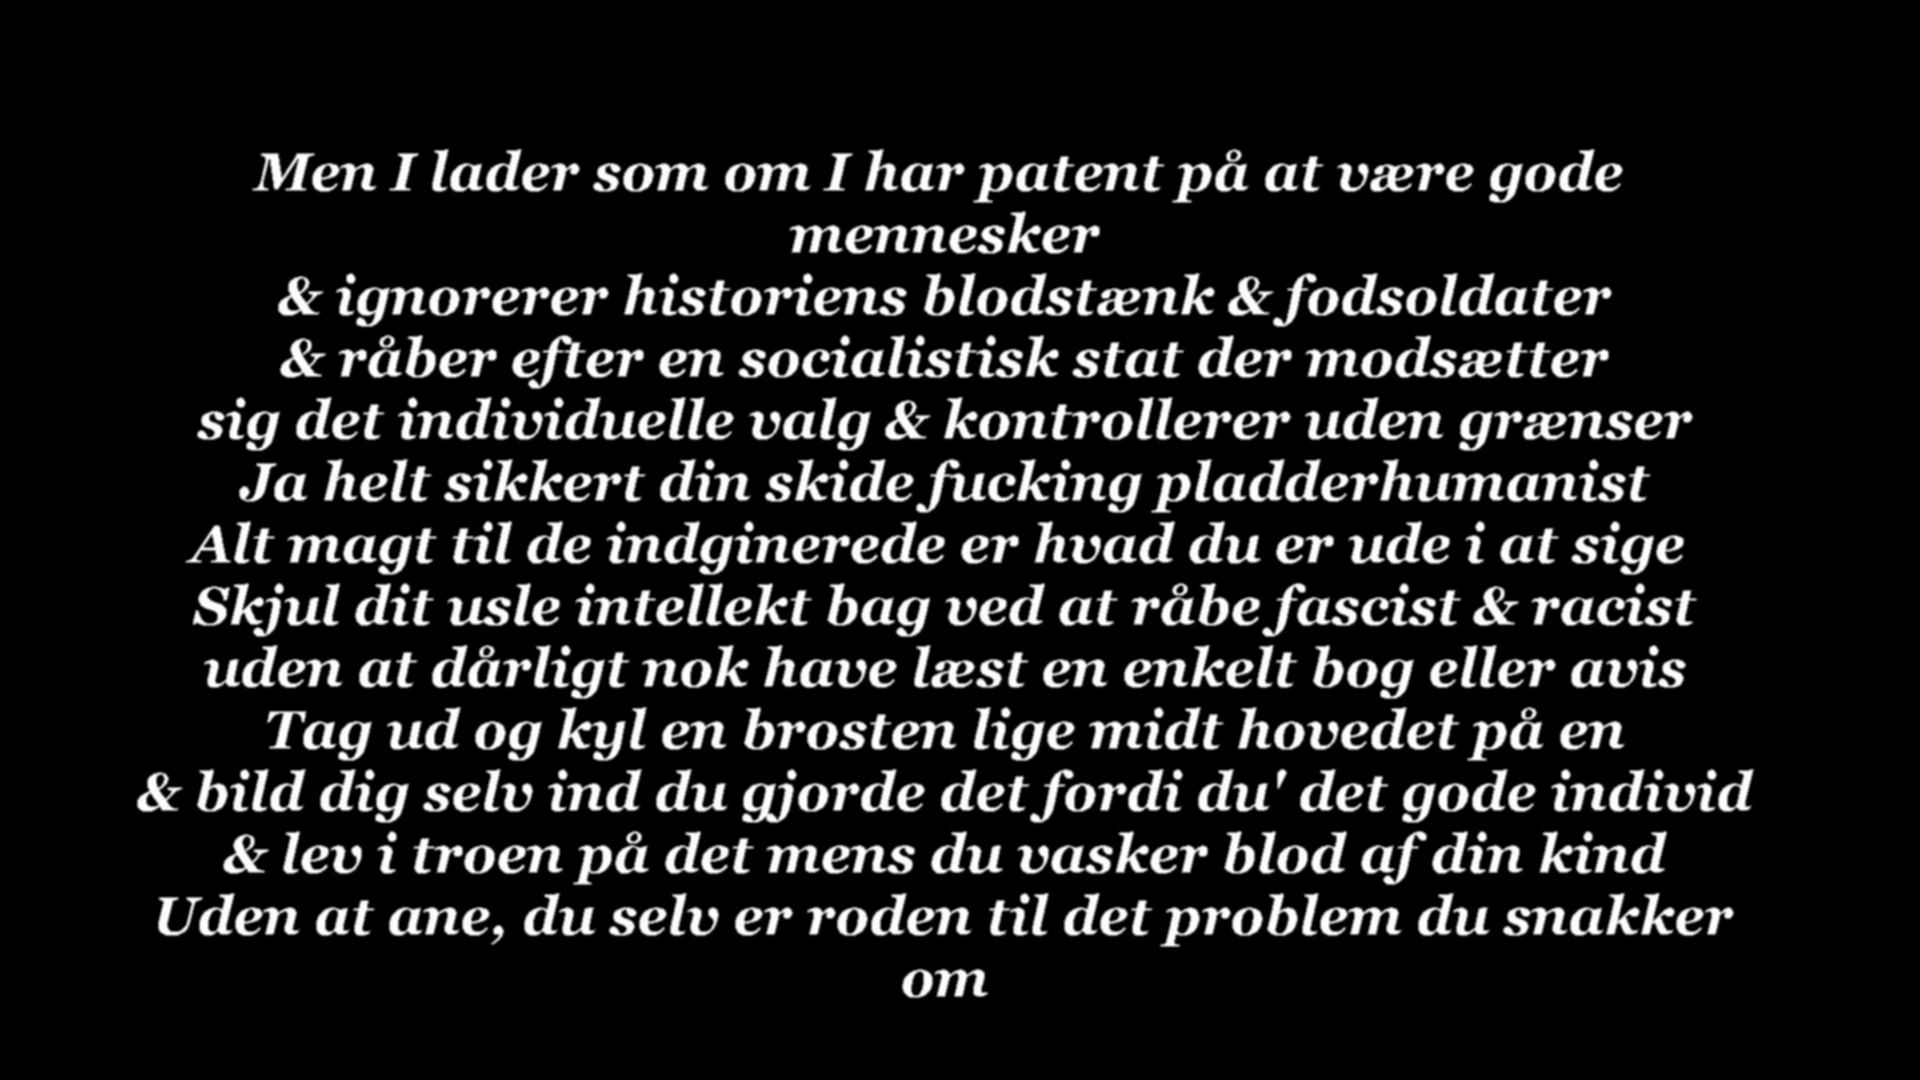 Men I lader som om I har patent på at være gode
mennesker
& ignorerer historiens blodstænk & fodsoldater
& råber efter en socialistisk stat der modsætter
sig det individuelle valg & kontrollerer uden grænser
Ja helt sikkert din skide fucking pladderhumanist
Alt magt til de indginerede er hvad du er ude i at sige
Skjul dit usle intellekt bag ved at råbe fascist & racist
uden at dårligt nok have læst en enkelt bog eller avis
Tag ud og kyl en brosten lige midt hovedet på en
& bild dig selv ind du gjorde det fordi du' det gode individ
& lev i troen på det mens du vasker blod af din kind
Uden at ane, du selv er roden til det problem du snakker
om